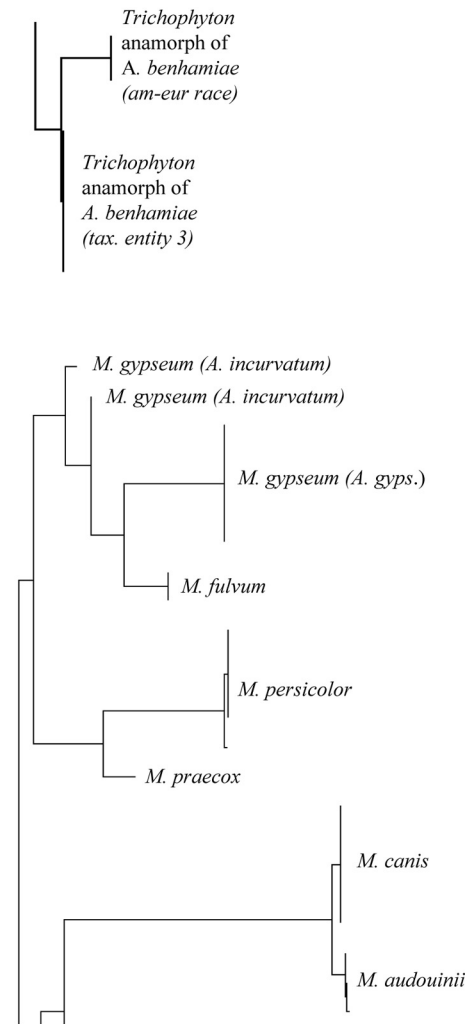 Trichophyton
anamorph of
A. benhamiae
(am-eur race)
Trichophyton
anamorph of
A. benhamiae
(tax. entity 3)
M. gypseum (A. incurvatum)
M. gypseum (A. incurvatum)
M. gypseum (A. gyps.)
M. fulvum
M. persicolor
M. praecox
M. canis
M. audouinii